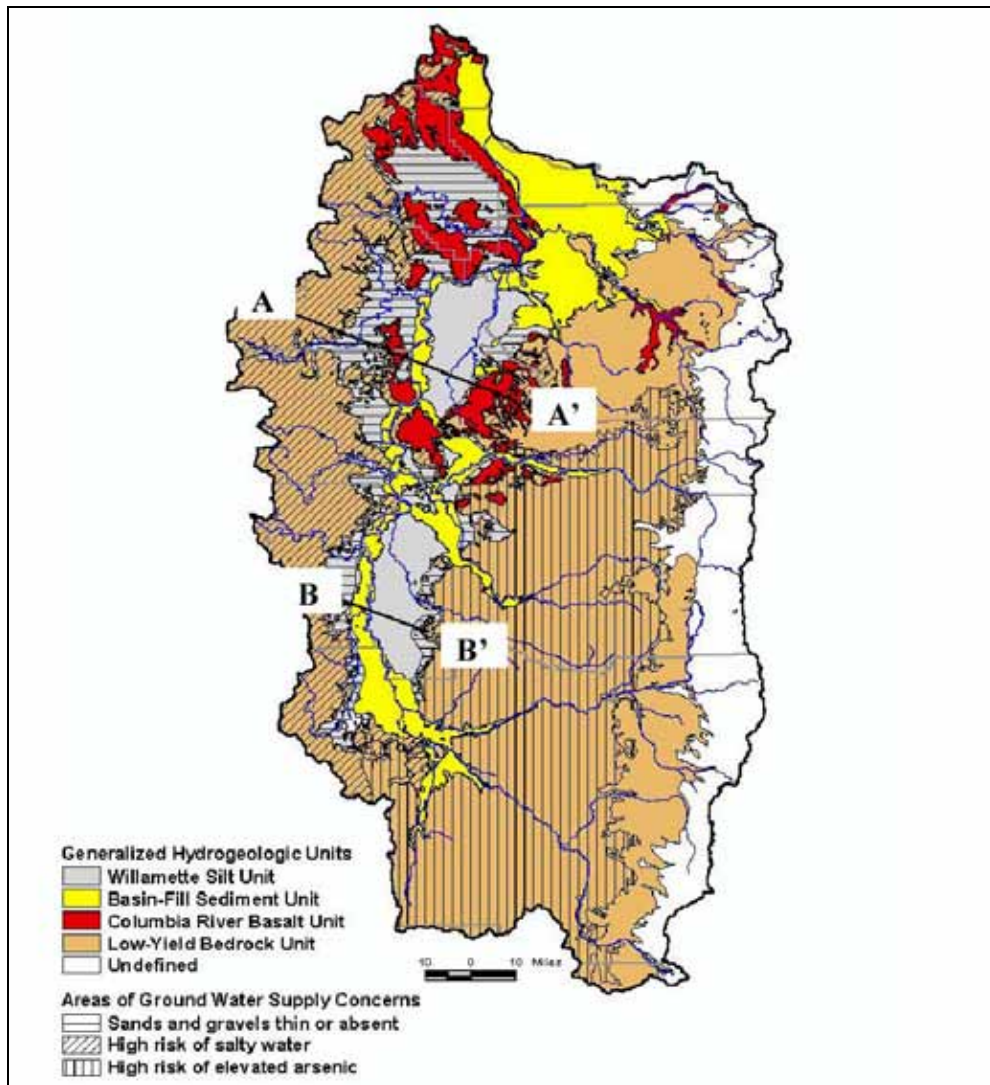 A
A'
B
B'
Generalized Hydrogeologic Units
Willamette Silt Unit
Basin-Fill Sediment Unit
Columbia River Basalt Unit
Low-Yield Bedrock Unit
Undefined
10 0 10 Miles
Areas of Ground Water Supply Concerns
Sands and gravels thin or absent
High risk of salty water
High risk of elevated arsenic